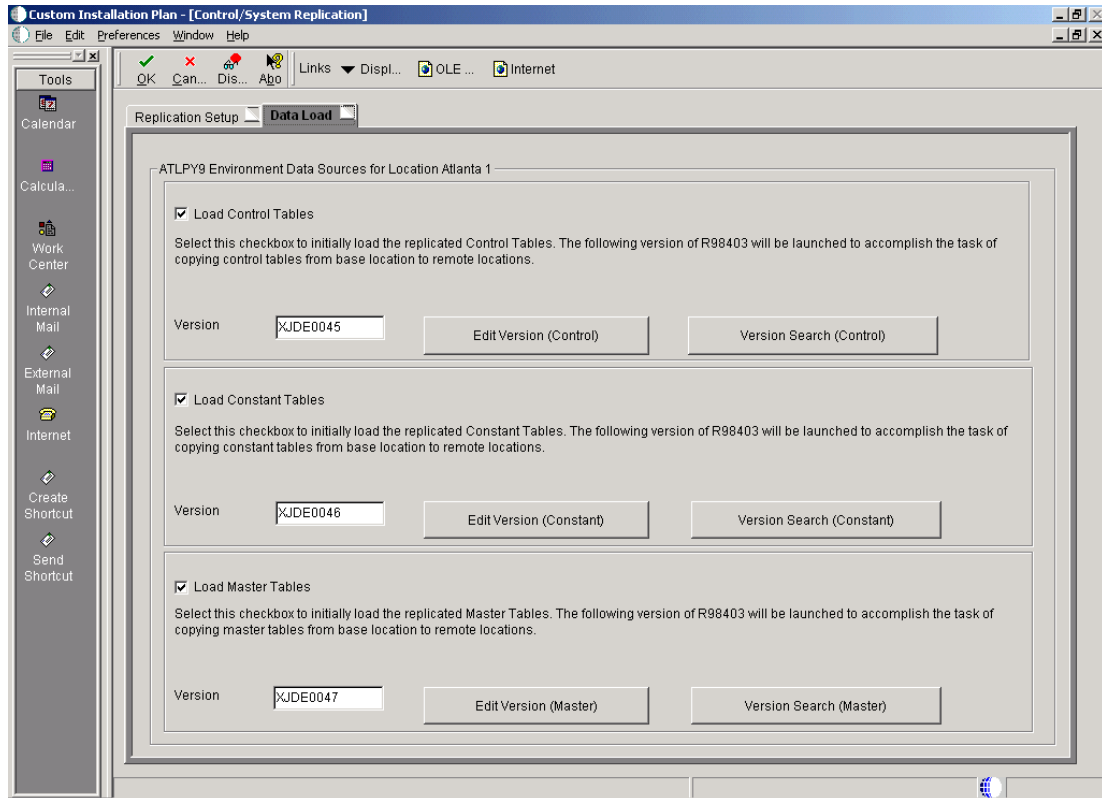 Custom Installation Plan - [Control/System Replication]
File Edit Preferences Window Help
Tools
Calendar
Calcula...
Work
Center
Internal
Mail
External
Mail
Internet
Create
Shortcut
Send
Shortcut
OK Can... Dis... Abo Links Displ... OLE ... Internet
Replication Setup Data Load
ATLPY9 Environment Data Sources for Location Atlanta 1
Load Control Tables
Select this checkbox to initially load the replicated Control Tables. The following version of R98403 will be launched to accomplish the task of
copying control tables from base location to remote locations.
Version XJDE0045 Edit Version (Control) Version Search (Control)
Load Constant Tables
Select this checkbox to initially load the replicated Constant Tables. The following version of R98403 will be launched to accomplish the task of
copying constant tables from base location to remote locations.
Version XJDE0046 Edit Version (Constant) Version Search (Constant)
Load Master Tables
Select this checkbox to initially load the replicated Master Tables. The following version of R98403 will be launched to accomplish the task of
copying master tables from base location to remote locations.
Version XJDE0047 Edit Version (Master) Version Search (Master)